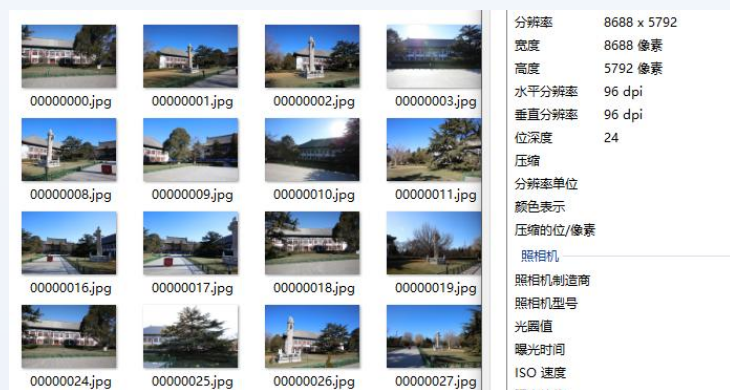 00000000.jpg 00000001.jpg 00000002.jpg 00000003.jpg
00000008.jpg 00000009.jpg 00000010.jpg 00000011.jpg
00000016.jpg 00000017.jpg 00000018.jpg 00000019.jpg
00000024.jpg 00000025.jpg 00000026.jpg 00000027.jpg
分辨率 8688 x 5792
宽度 8688 像素
高度 5792 像素
水平分辨率 96 dpi
垂直分辨率 96 dpi
位深度 24
压缩
分辨率单位
颜色表示
压缩的位/像素
照相机
照相机制造商
照相机型号
光圈值
曝光时间
ISO 速度